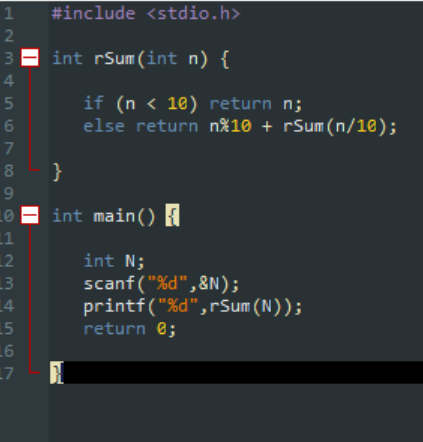 1 #include <stdio.h>
2
3 int rSum(int n) {
4
5 if (n < 10) return n;
6 else return n%10 + rSum(n/10);
7
8 }
9
10 int main() {
11
12 int N;
13 scanf("%d",&N);
14 printf("%d",rSum(N));
15 return 0;
16
17 }